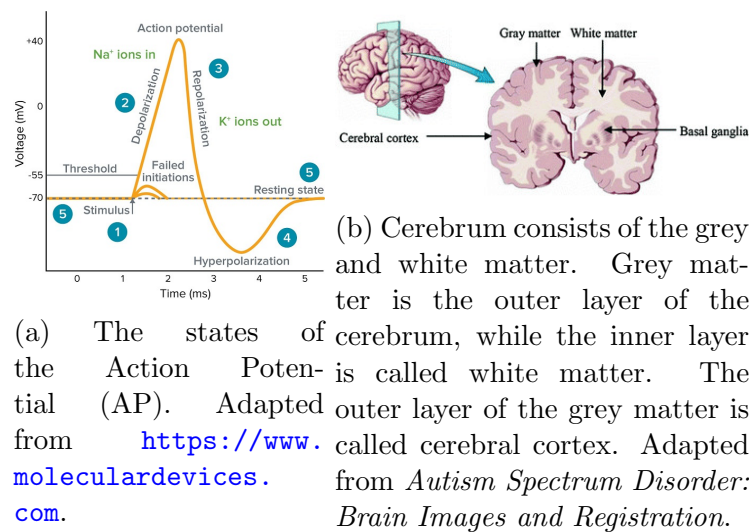 Action potential
+40
Na⁺ ions in
3
2
Depolarization
Repolarization
0
K⁺ ions out
Voltage (mV)
Threshold
Failed
initiations
-55
5
Resting state
-70
5
Stimulus
1
4
Hyperpolarization
0
1
2
3
4
5
Time (ms)
(a) The states of
the Action Poten-
tial (AP). Adapted
from https://www.
moleculardevices.
com.
Gray matter
White matter
Cerebral cortex
Basal ganglia
(b) Cerebrum consists of the grey
and white matter. Grey mat-
ter is the outer layer of the
cerebrum, while the inner layer
is called white matter. The
outer layer of the grey matter is
called cerebral cortex. Adapted
from Autism Spectrum Disorder:
Brain Images and Registration.